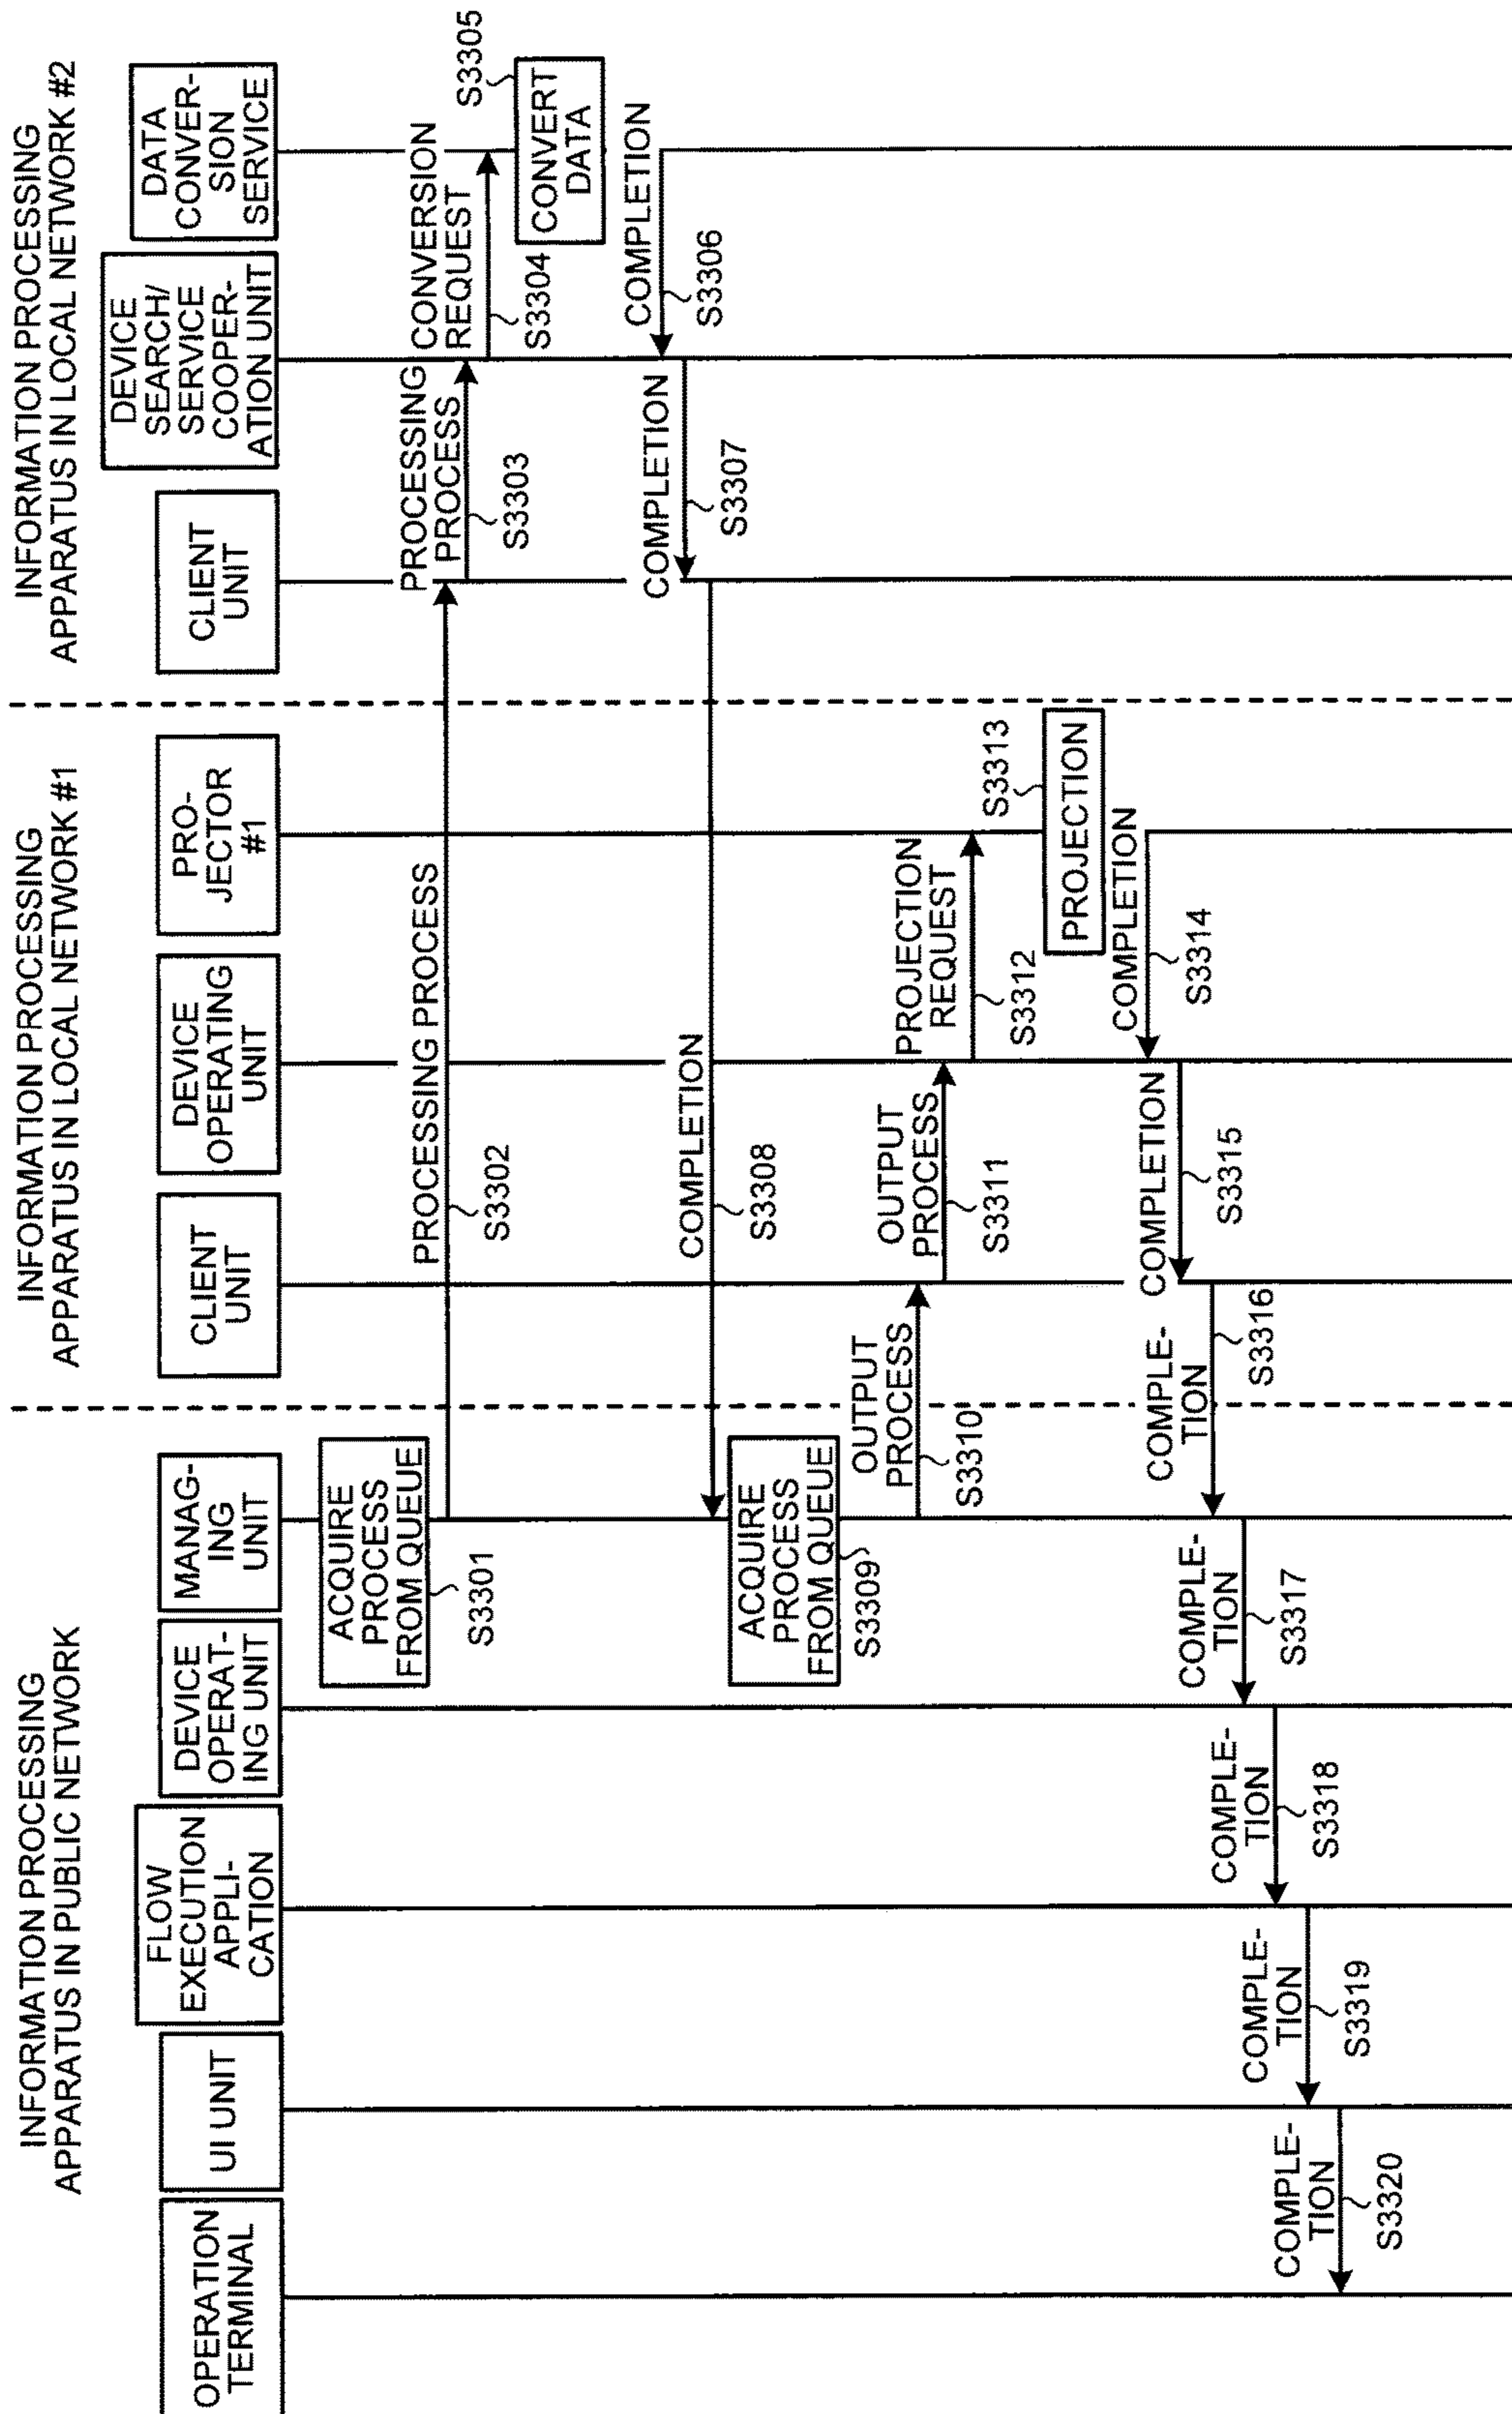 INFORMATION PROCESSING
APPARATUS IN PUBLIC NETWORK
INFORMATION PROCESSING
APPARATUS IN LOCAL NETWORK #1
INFORMATION PROCESSING
APPARATUS IN LOCAL NETWORK #2
OPERATION
TERMINAL
UI UNIT
FLOW
EXECUTION
APPLI-
CATION
DEVICE
OPERAT-
ING UNIT
MANAG-
ING
UNIT
CLIENT
UNIT
DEVICE
OPERATING
UNIT
PRO-
JECTOR
#1
CLIENT
UNIT
DEVICE
SEARCH/
SERVICE
COOPER-
ATION UNIT
DATA
CONVER-
SION
SERVICE
ACQUIRE
PROCESS
FROM QUEUE
S3301
PROCESSING PROCESS
S3302
PROCESSING
PROCESS
S3303
CONVERSION
REQUEST
S3304
S3305
CONVERT
DATA
COMPLETION
S3306
COMPLETION
S3307
COMPLETION
S3308
ACQUIRE
PROCESS
FROM QUEUE
S3309
OUTPUT
PROCESS
S3310
OUTPUT
PROCESS
S3311
PROJECTION
REQUEST
S3312
S3313
PROJECTION
COMPLETION
S3314
COMPLETION
S3315
COMPLE-
TION
S3316
COMPLE-
TION
S3317
COMPLE-
TION
S3318
COMPLE-
TION
S3319
COMPLE-
TION
S3320